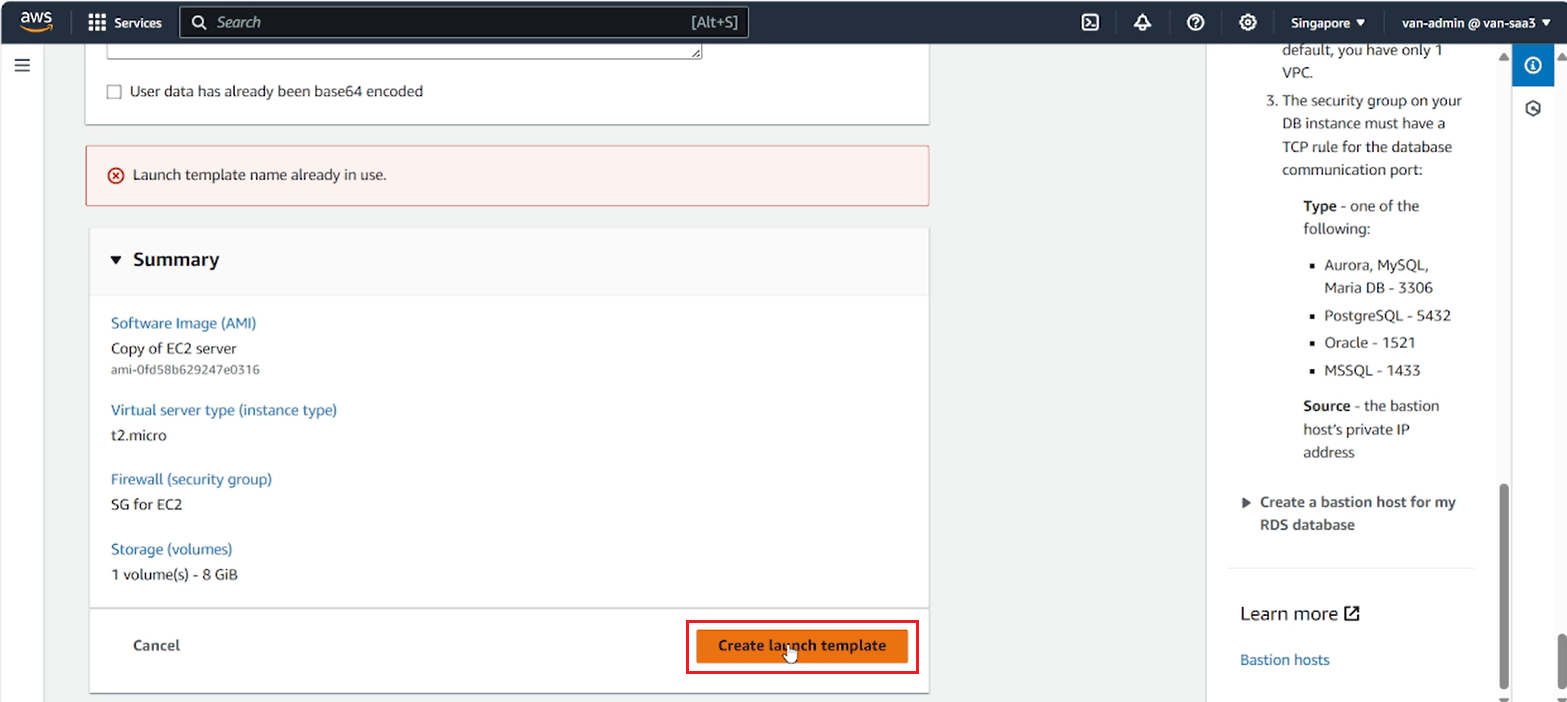 aws
Services
Search
[Alt+S]
Singapore
van-admin @ van-saa3
User data has already been base64 encoded
Launch template name already in use.
Summary
Software Image (AMI)
Copy of EC2 server
ami-0fd58b629247e0316
Virtual server type (instance type)
t2.micro
Firewall (security group)
SG for EC2
Storage (volumes)
1 volume(s) - 8 GiB
Cancel
Create launch template
default, you have only 1
VPC.
3. The security group on your
DB instance must have a
TCP rule for the database
communication port:
Type - one of the
following:
Aurora, MySQL,
Maria DB - 3306
PostgreSQL - 5432
Oracle - 1521
MSSQL - 1433
Source - the bastion
host's private IP
address
Create a bastion host for my
RDS database
Learn more
Bastion hosts